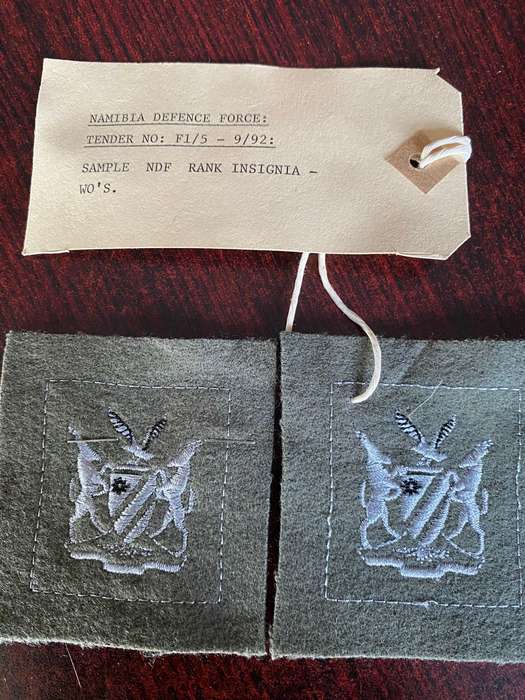 NAMIBIA DEFENCE FORCE:
TENDER NO: F1/5 - 9/92:
SAMPLE NDF RANK INSIGNIA -
WO'S.